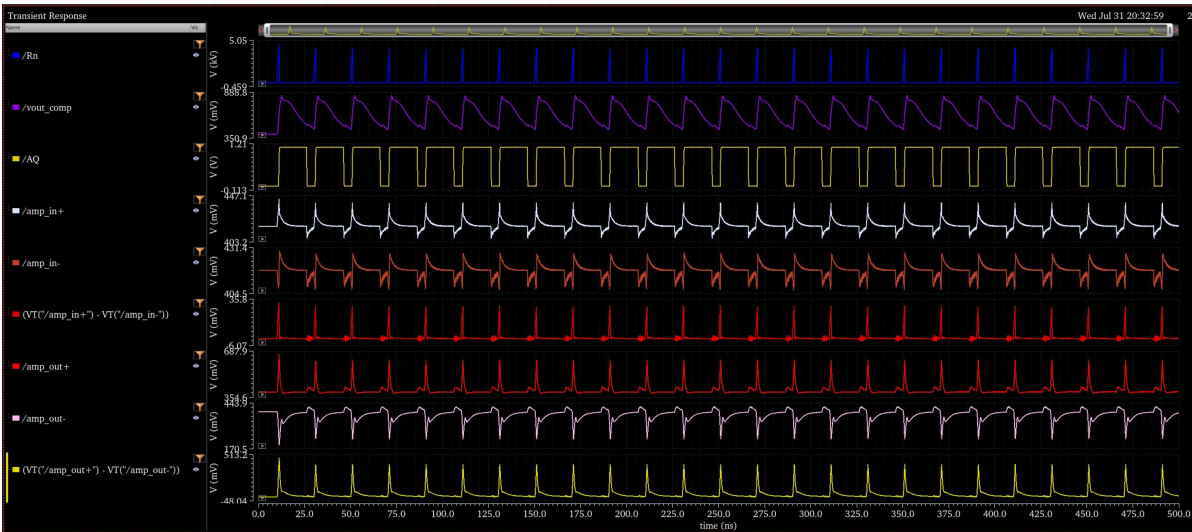 Transient Response
Wed Jul 31 20:32:59 2
Name Vis
/Rn
5.05
V (kV)
-0.459
/vout_comp
888.8
V (mV)
350.9
/AQ
1.21
V (V)
-0.113
/amp_in+
447.1
V (mV)
403.2
/amp_in-
431.4
V (mV)
404.5
(VT("/amp_in+") - VT("/amp_in-"))
35.8
V (mV)
-6.07
/amp_out+
687.9
V (mV)
354.6
/amp_out-
443.9
V (mV)
170.5
(VT("/amp_out+") - VT("/amp_out-"))
513.2
V (mV)
-48.04
0.0 25.0 50.0 75.0 100.0 125.0 150.0 175.0 200.0 225.0 250.0 275.0 300.0 325.0 350.0 375.0 400.0 425.0 450.0 475.0 500.0
time (ns)